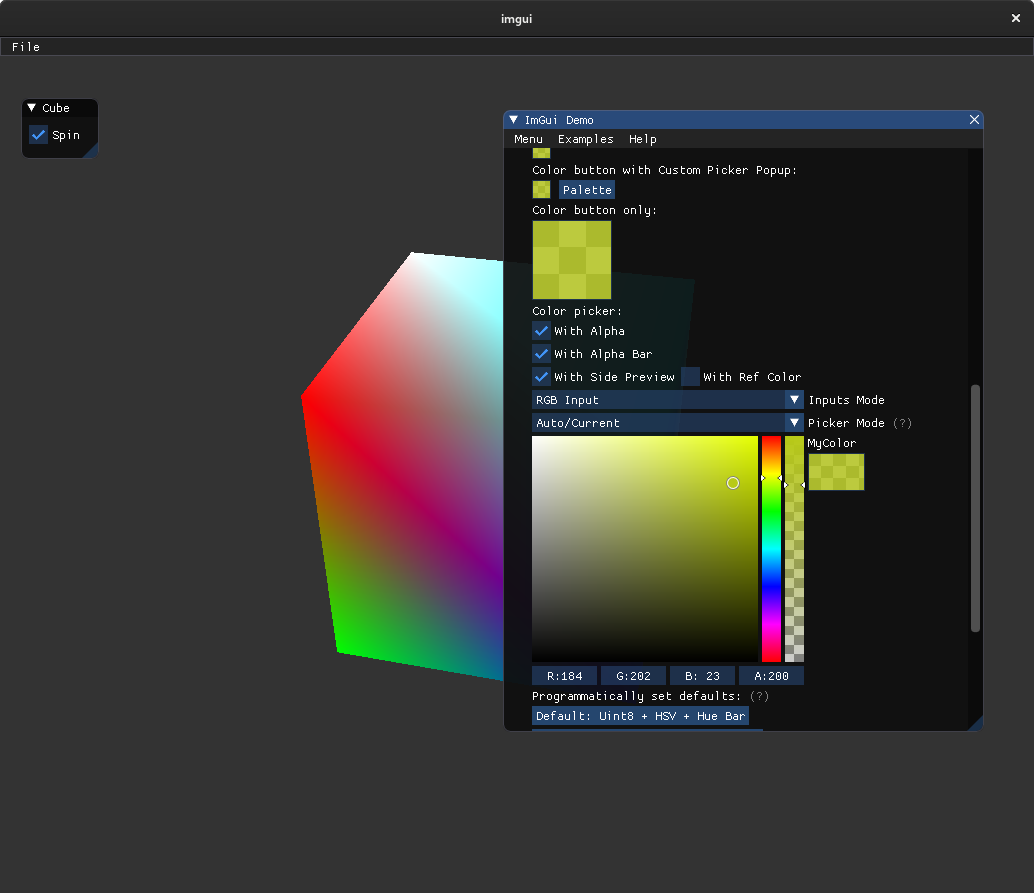 imgui
File
Cube
Spin
ImGui Demo
Menu Examples Help
Color button with Custom Picker Popup:
Palette
Color button only:
Color picker:
With Alpha
With Alpha Bar
With Side Preview With Ref Color
RGB Input Inputs Mode
Auto/Current Picker Mode (?)
MyColor
R:184 G:202 B: 23 A:200
Programmatically set defaults: (?)
Default: Uint8 + HSV + Hue Bar